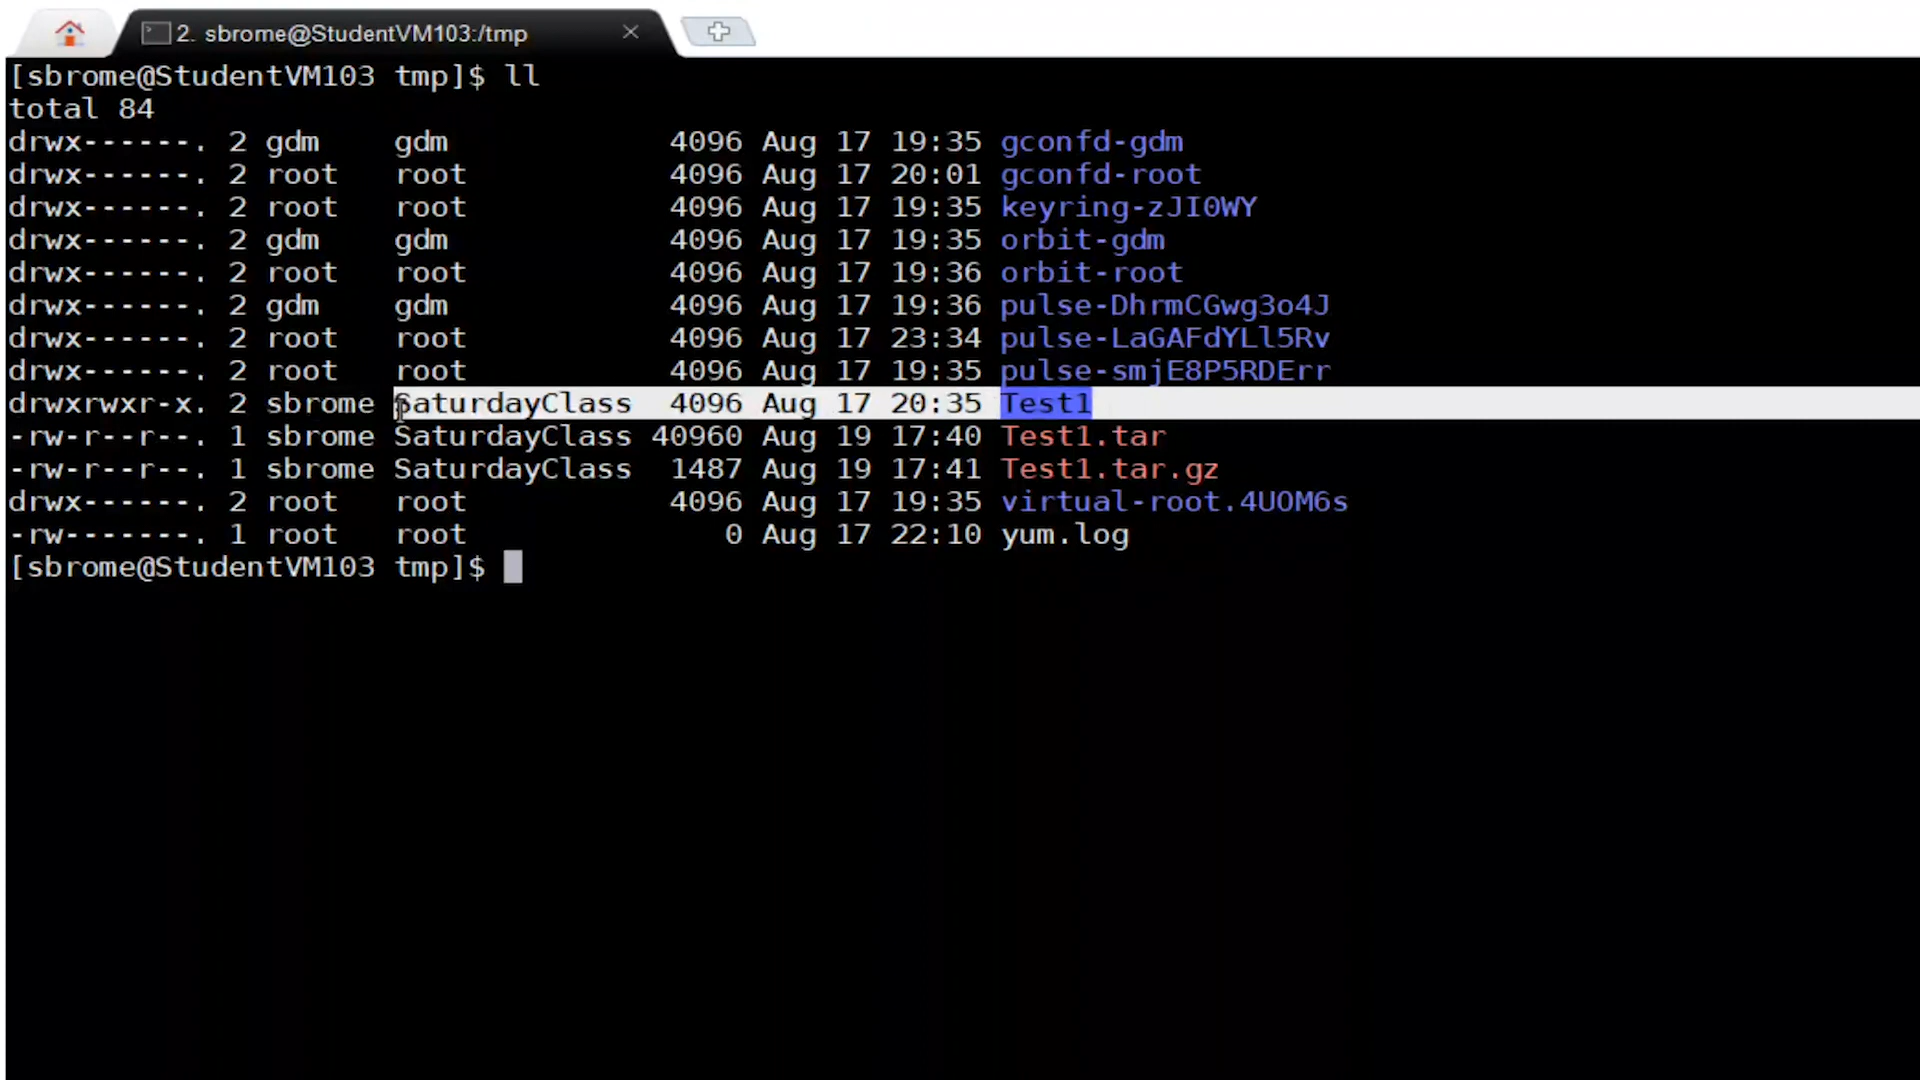 2. sbrome@StudentVM103:/tmp
[sbrome@StudentVM103 tmp]$ ll
total 84
drwx------. 2 gdm    gdm            4096 Aug 17 19:35 gconfd-gdm
drwx------. 2 root   root           4096 Aug 17 20:01 gconfd-root
drwx------. 2 root   root           4096 Aug 17 19:35 keyring-zJI0WY
drwx------. 2 gdm    gdm            4096 Aug 17 19:35 orbit-gdm
drwx------. 2 root   root           4096 Aug 17 19:36 orbit-root
drwx------. 2 gdm    gdm            4096 Aug 17 19:36 pulse-DhrmCGwg3o4J
drwx------. 2 root   root           4096 Aug 17 23:34 pulse-LaGAFdYLl5Rv
drwx------. 2 root   root           4096 Aug 17 19:35 pulse-smjE8P5RDErr
drwxrwxr-x. 2 sbrome SaturdayClass  4096 Aug 17 20:35 Test1
-rw-r--r--. 1 sbrome SaturdayClass 40960 Aug 19 17:40 Test1.tar
-rw-r--r--. 1 sbrome SaturdayClass  1487 Aug 19 17:41 Test1.tar.gz
drwx------. 2 root   root           4096 Aug 17 19:35 virtual-root.4UOM6s
-rw-------. 1 root   root              0 Aug 17 22:10 yum.log
[sbrome@StudentVM103 tmp]$